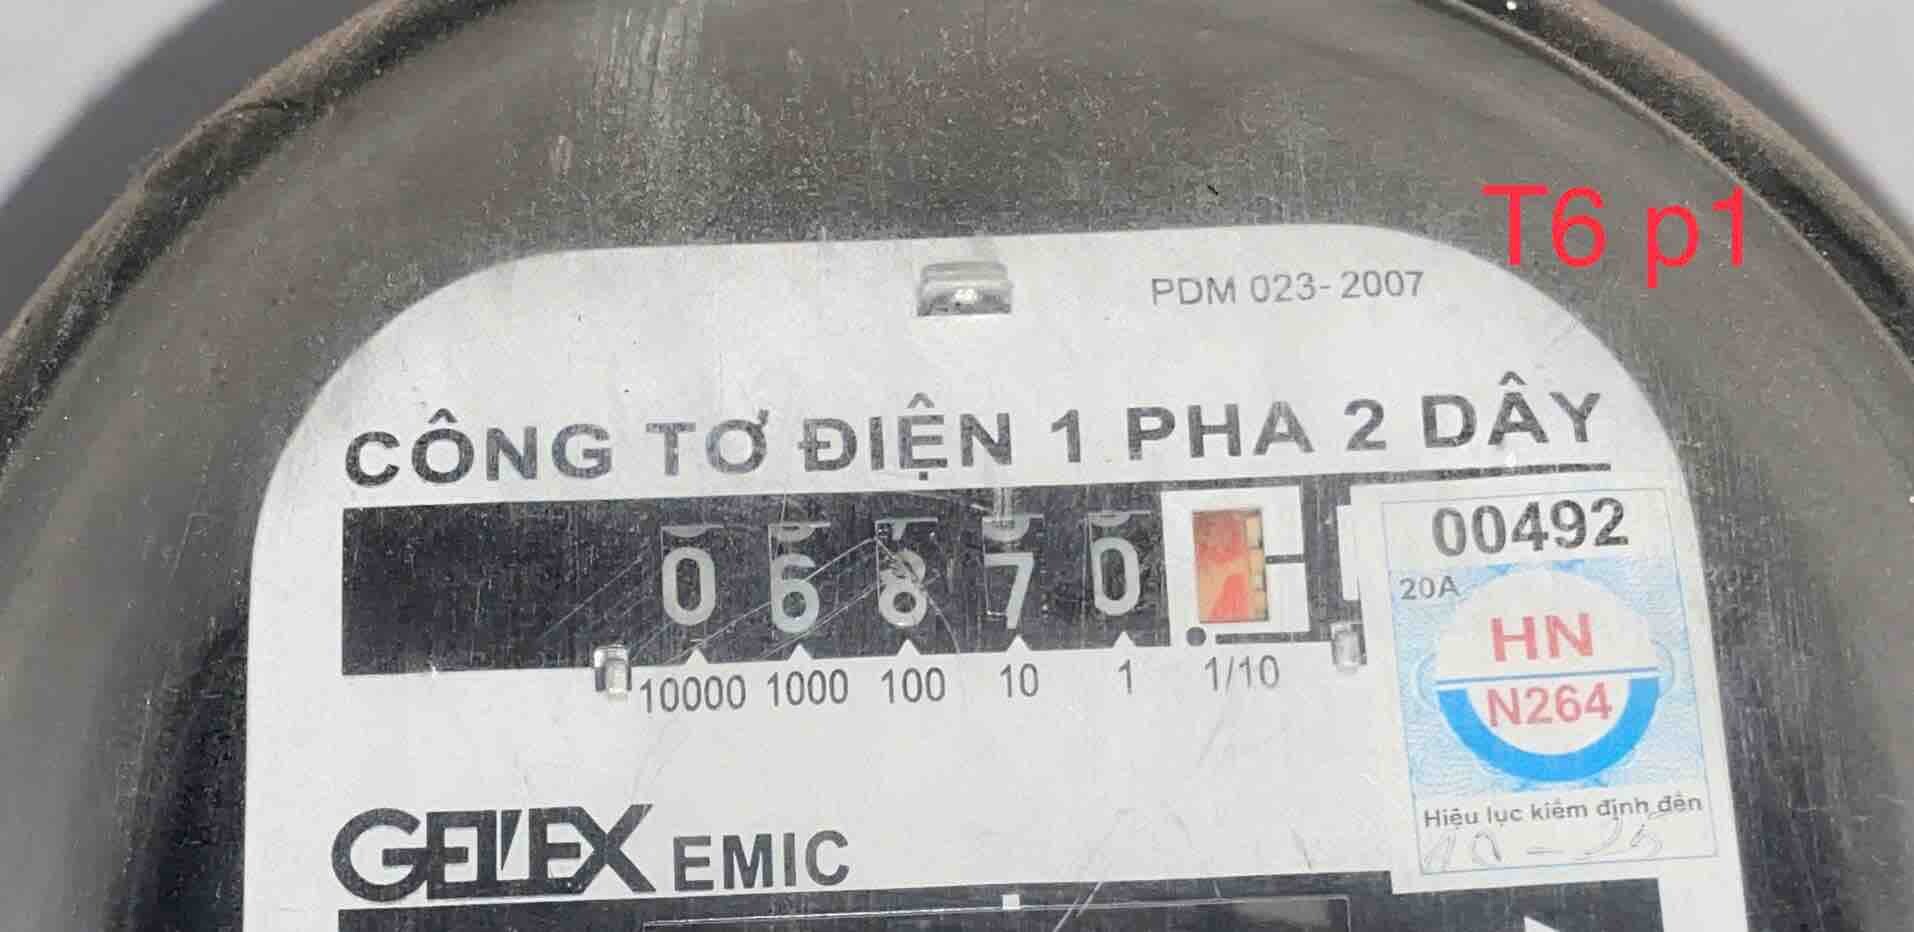 T6 p1
PDM 023-2007
CÔNG TƠ ĐIỆN 1 PHA 2 DÂY
06870
10000 1000 100 10 1 1/10
00492
20A
HN
N264
Hiệu lục kiểm định đến
GELEX EMIC